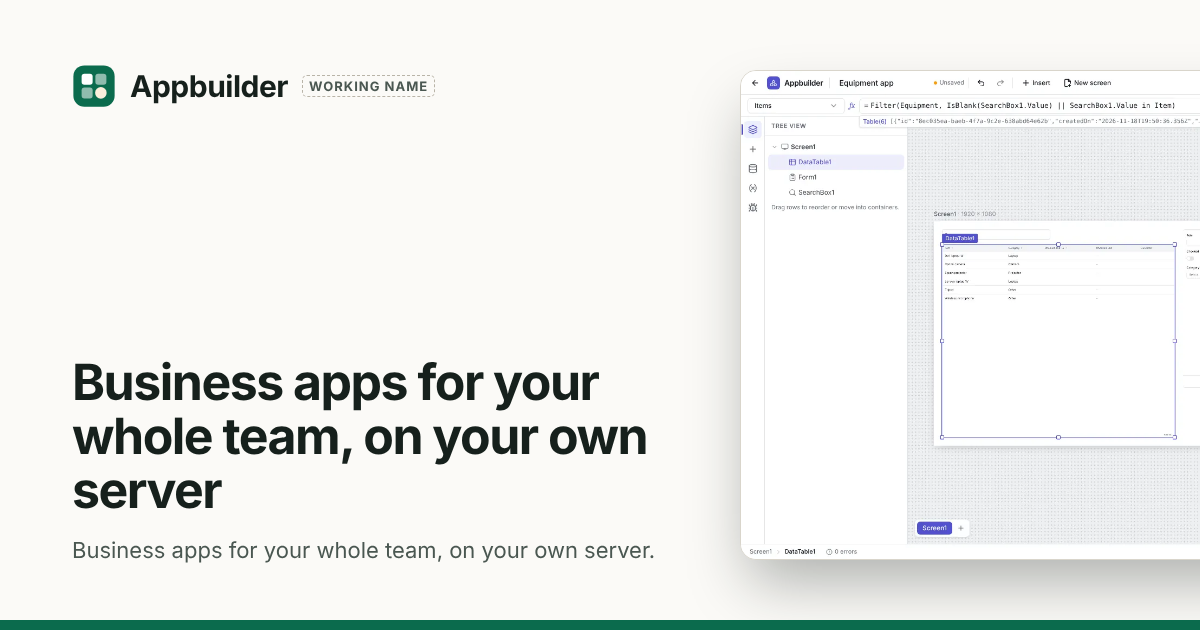 Appbuilder WORKING NAME
Business apps for your
whole team, on your own
server
Business apps for your whole team, on your own server.
Appbuilder Equipment app Unsaved Insert New screen
Items fx = Filter(Equipment, IsBlank(SearchBox1.Value) || SearchBox1.Value in Item)
Table(6)
TREE VIEW
Screen1
DataTable1
Form1
SearchBox1
Drag rows to reorder or move into containers.
Screen1 1920 × 1080
DataTable1
Screen1 +
Screen1 › DataTable1 0 errors